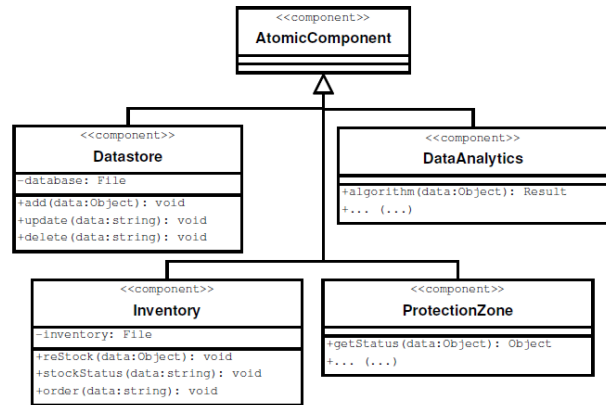 <<component>>
AtomicComponent
<<component>>
Datastore
-database: File
+add(data:Object): void
+update(data:string): void
+delete(data:string): void
<<component>>
DataAnalytics
+algorithm(data:Object): Result
+... (...)
<<component>>
Inventory
-inventory: File
+reStock(data:Object): void
+stockStatus(data:string): void
+order(data:string): void
<<component>>
ProtectionZone
+getStatus(data:Object): Object
+... (...)